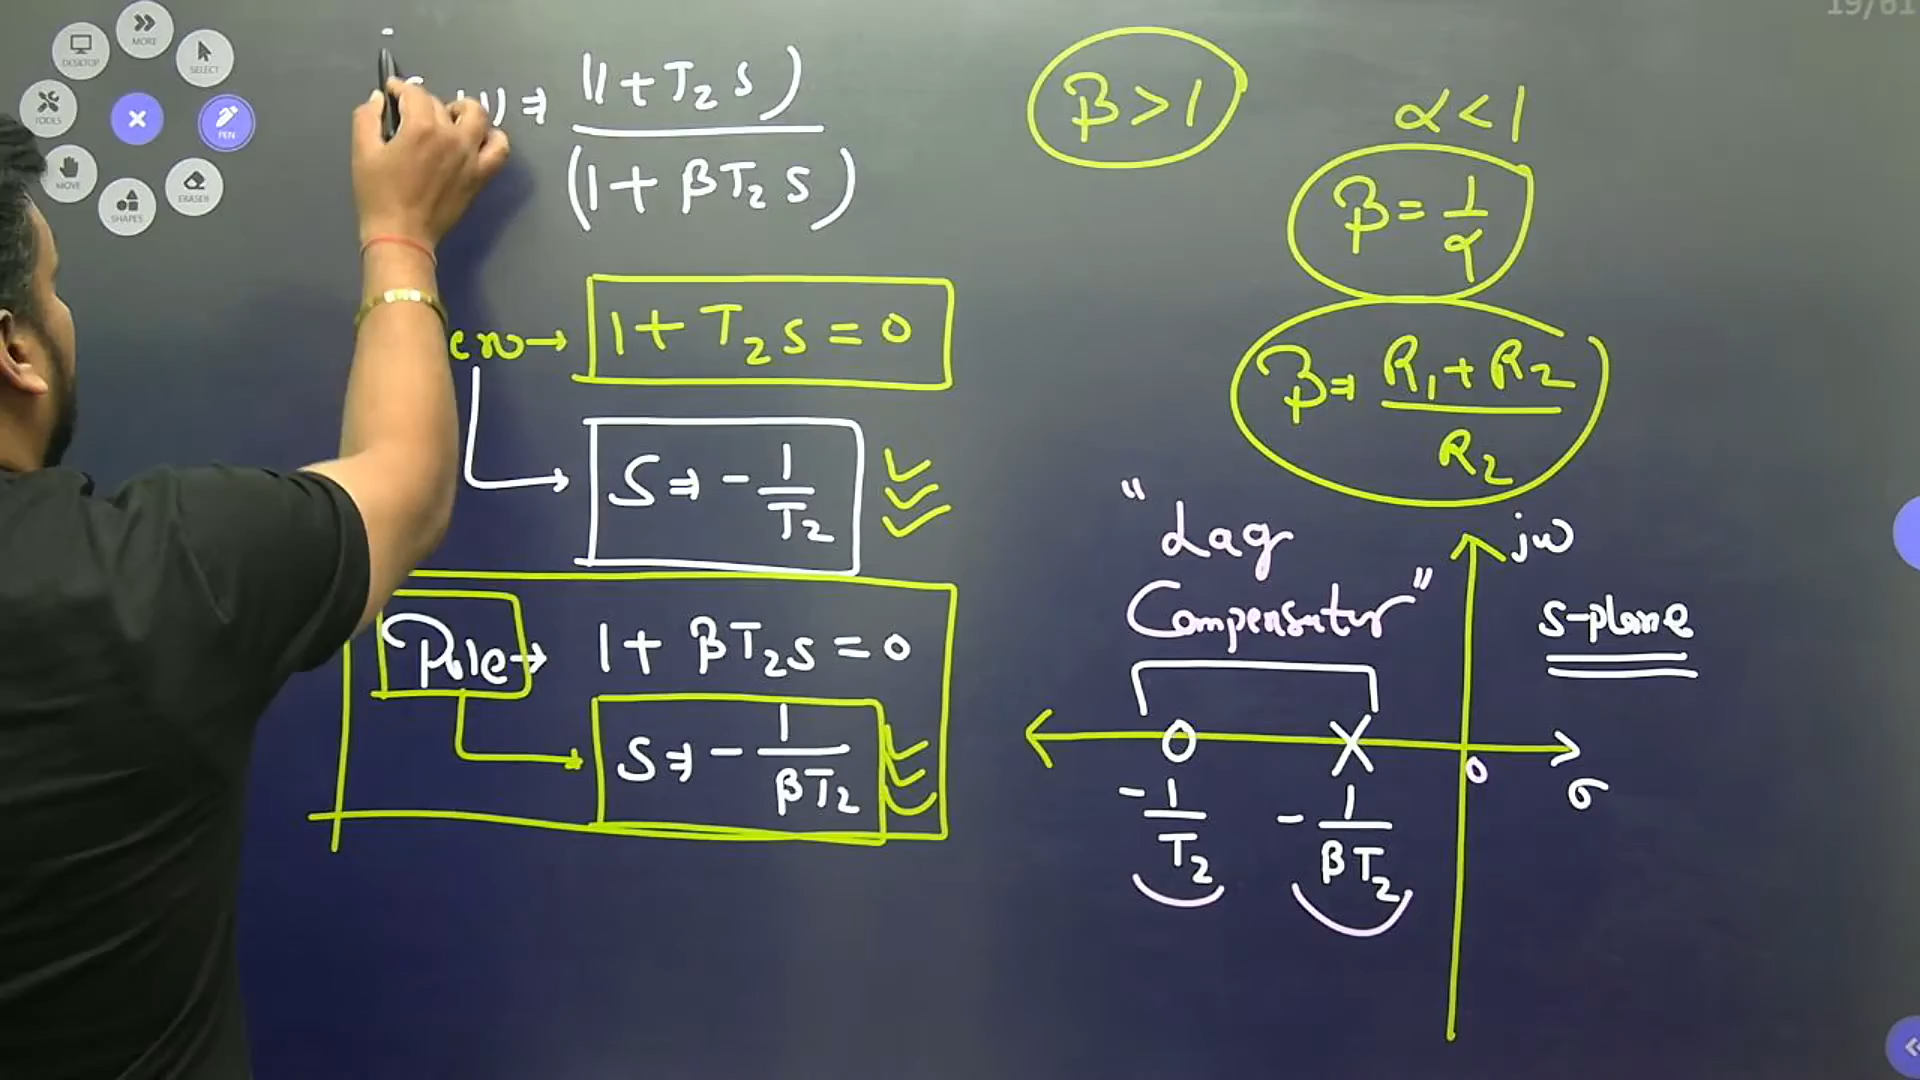 19/61
MORE
DESKTOP
SELECT
TOOLS
PEN
MOVE
ERASER
SHAPES
⇒ (1+T₂s) / (1+βT₂s)
ero → 1+T₂s=0
S ⇒ -1/T₂
Pole → 1+βT₂s=0
S ⇒ -1/βT₂
β>1
α<1
β=1/α
β ⇒ R₁+R₂ / R₂
"Lag
Compensator"
jω
s-plane
O
X
0
σ
-1/T₂
-1/βT₂